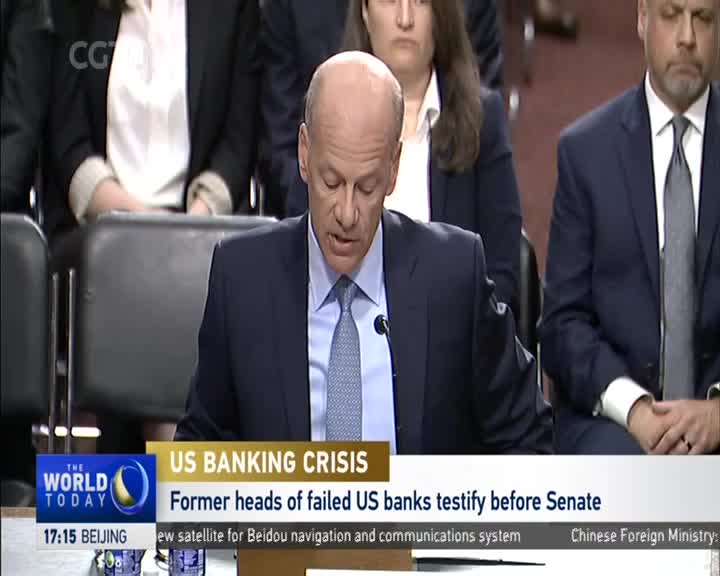 CGTN
US BANKING CRISIS
THE
WORLD
TODAY
Former heads of failed US banks testify before Senate
17:15 BEIJING
ew satellite for Beidou navigation and communications system
Chinese Foreign Ministry: